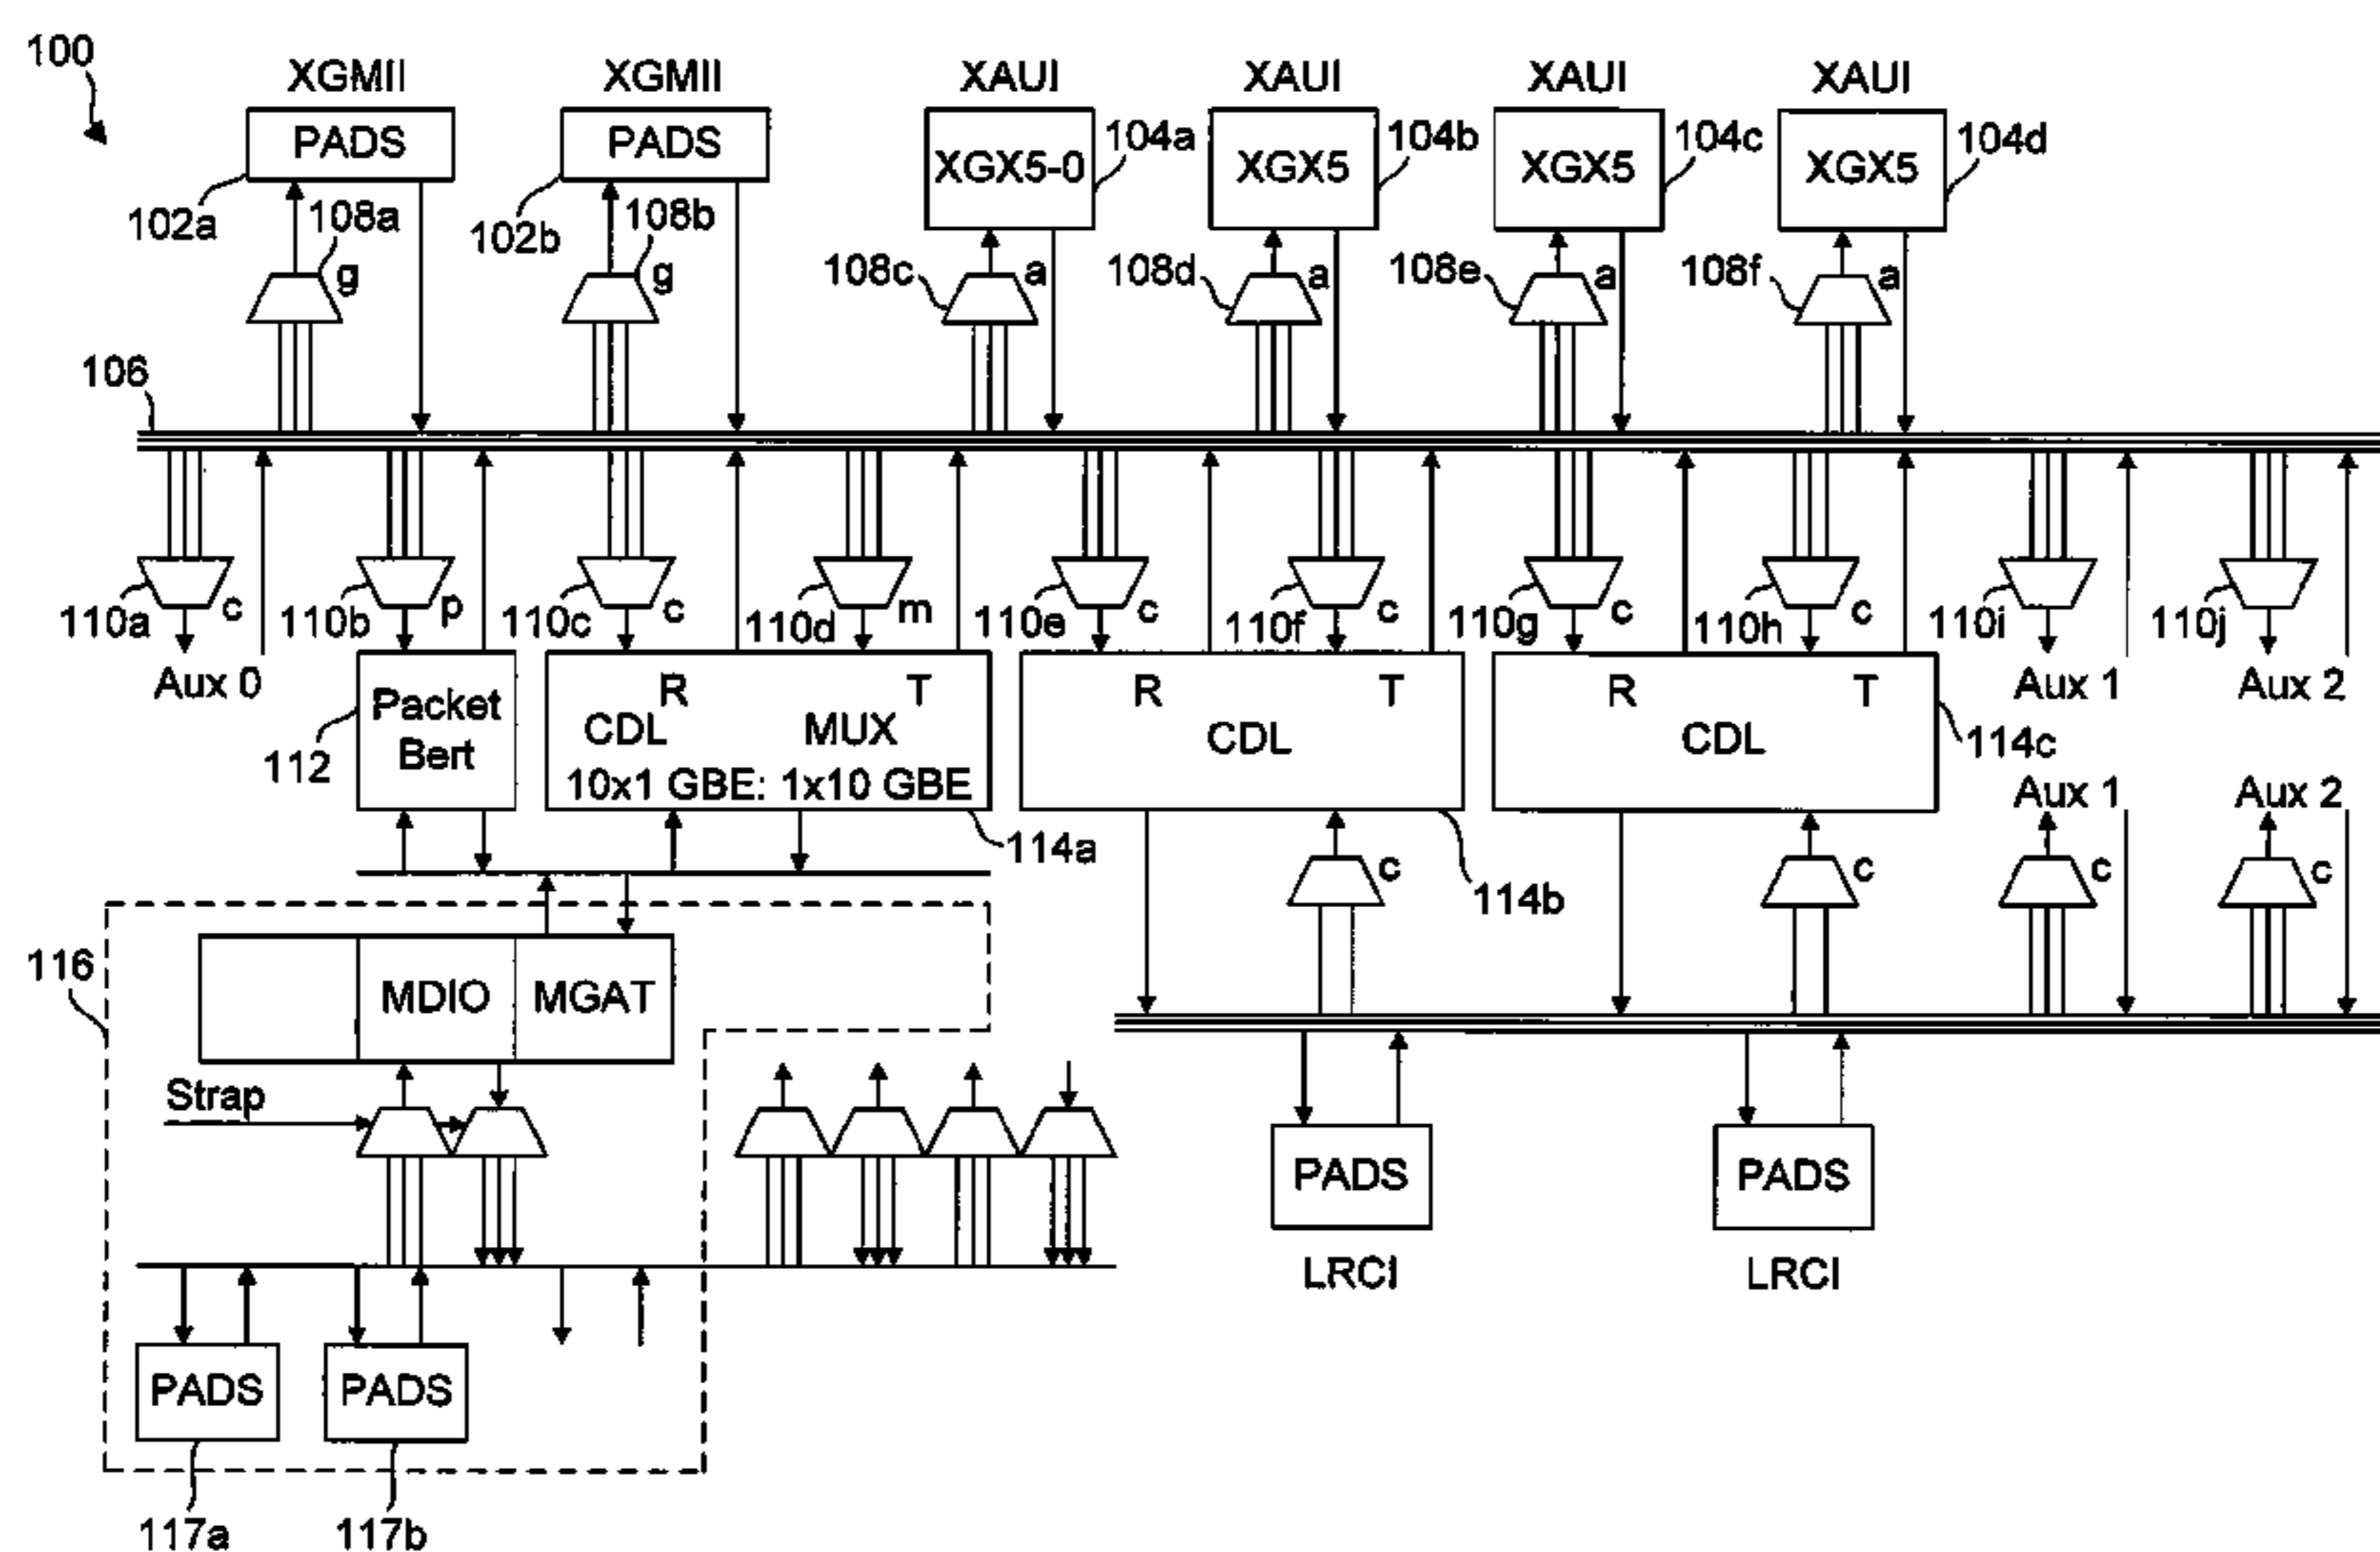 100
XGMII XGMII XAUI XAUI XAUI XAUI
PADS PADS XGX5-0 104a XGX5 104b XGX5 104c XGX5 104d
102a 108a 102b 108b
g g 108c a 108d a 108e a 108f a
106
110a c 110b p 110c c 110d m 110e c 110f c 110g c 110h c 110i 110j
Aux 0 R T R T R T Aux 1 Aux 2
Packet
Bert
CDL MUX CDL CDL 114c
112
10x1 GBE: 1x10 GBE Aux 1 Aux 2
114a c 114b c c c
116
MDIO MGAT
Strap
PADS PADS
LRCI LRCI
PADS PADS
117a 117b